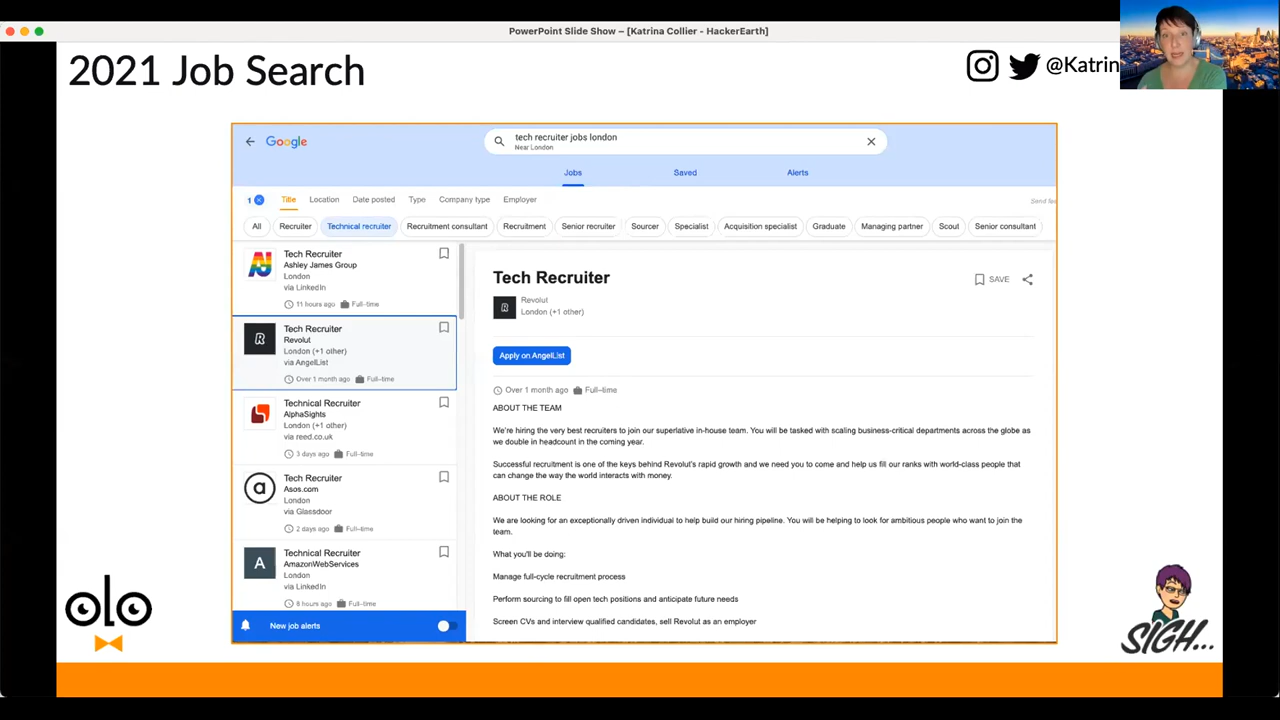 PowerPoint Slide Show – [Katrina Collier - HackerEarth]
2021 Job Search
@Katrin
Google
tech recruiter jobs london
Near London
Jobs
Saved
Alerts
1
Title
Location
Date posted
Type
Company type
Employer
All
Recruiter
Technical recruiter
Recruitment consultant
Recruitment
Senior recruiter
Sourcer
Specialist
Acquisition specialist
Graduate
Managing partner
Scout
Senior consultant
Tech Recruiter
Ashley James Group
London
via LinkedIn
11 hours ago
Full-time
R
Tech Recruiter
Revolut
London (+1 other)
via AngelList
Over 1 month ago
Full-time
Technical Recruiter
AlphaSights
London (+1 other)
via reed.co.uk
3 days ago
Full-time
a
Tech Recruiter
Asos.com
London
via Glassdoor
2 days ago
Full-time
A
Technical Recruiter
AmazonWebServices
London
via LinkedIn
8 hours ago
Full-time
New job alerts
Tech Recruiter
SAVE
R
Revolut
London (+1 other)
Apply on AngelList
Over 1 month ago
Full-time
ABOUT THE TEAM
We're hiring the very best recruiters to join our superlative in-house team. You will be tasked with scaling business-critical departments across the globe as
we double in headcount in the coming year.
Successful recruitment is one of the keys behind Revolut's rapid growth and we need you to come and help us fill our ranks with world-class people that
can change the way the world interacts with money.
ABOUT THE ROLE
We are looking for an exceptionally driven individual to help build our hiring pipeline. You will be helping to look for ambitious people who want to join the
team.
What you'll be doing:
Manage full-cycle recruitment process
Perform sourcing to fill open tech positions and anticipate future needs
Screen CVs and interview qualified candidates, sell Revolut as an employer
olo
SIGH...